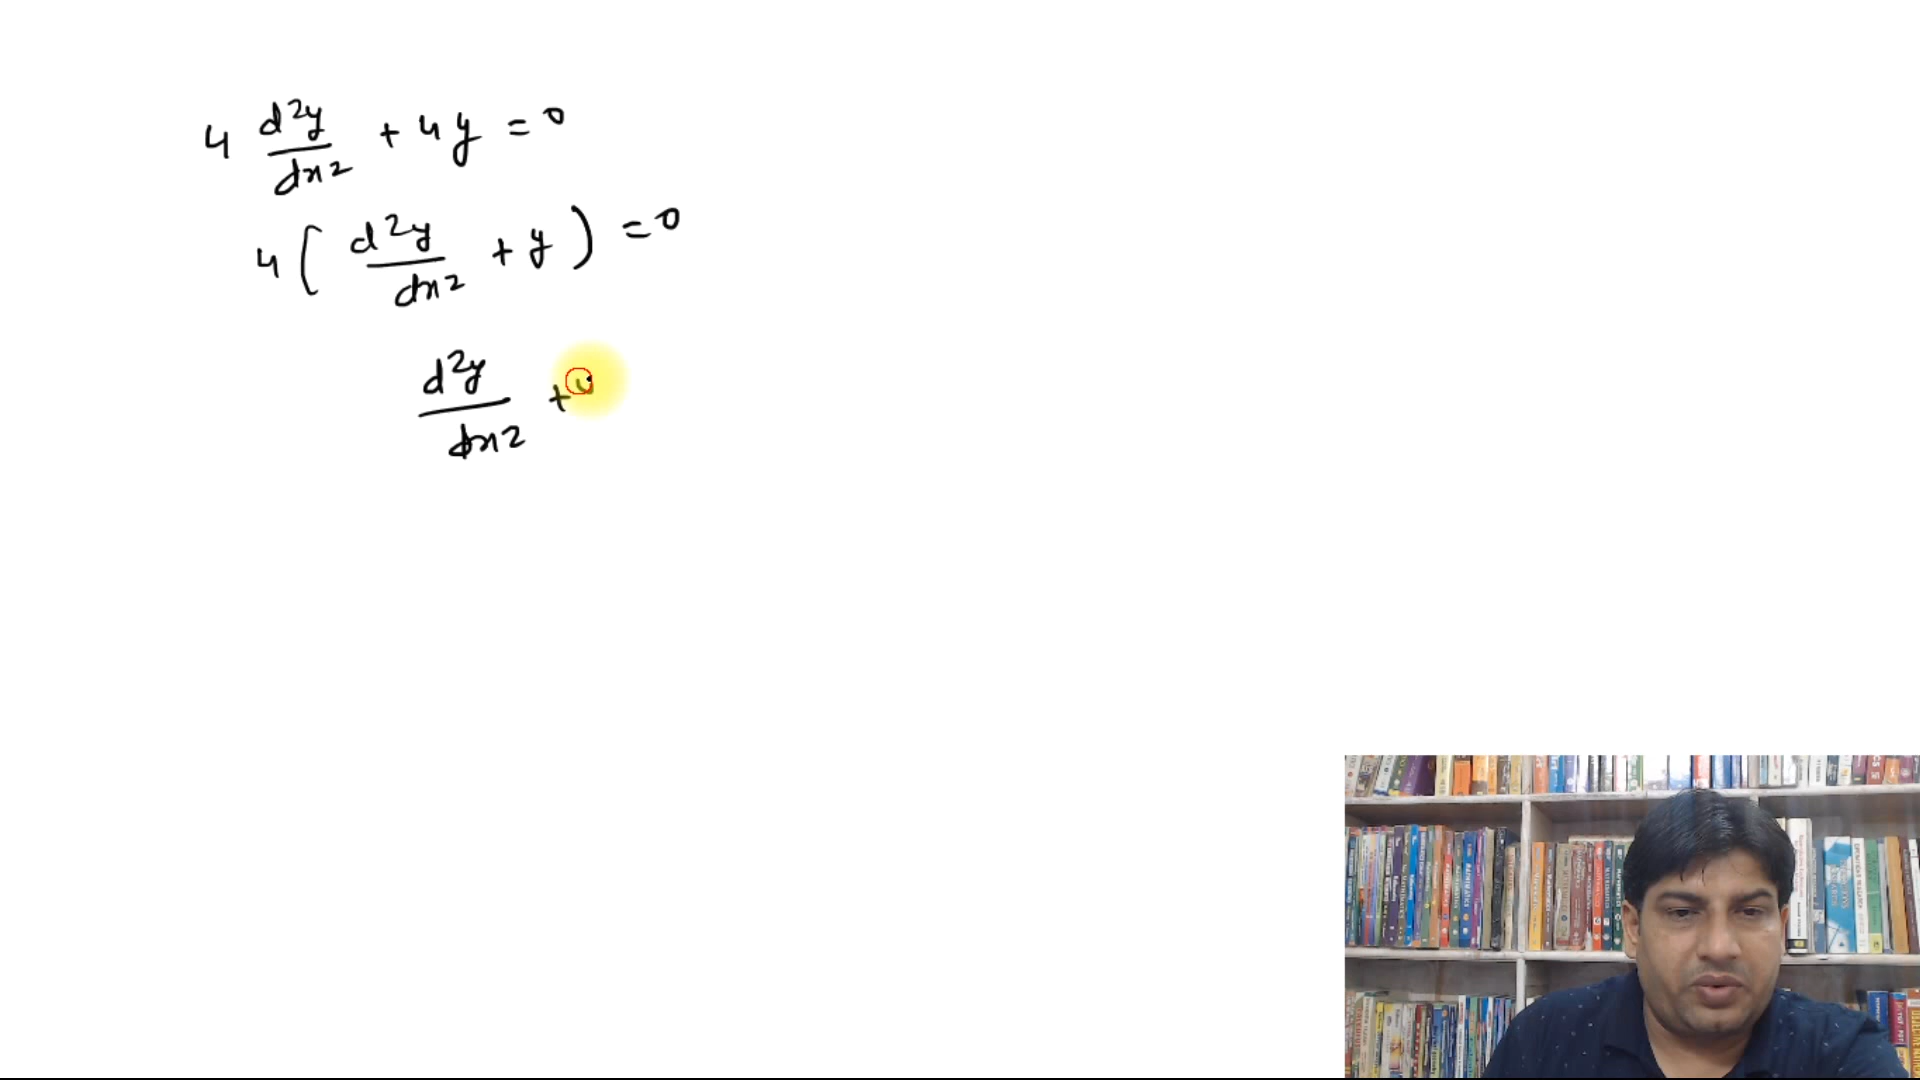 4 d²y/dx² + 4y = 0
4( d²y/dx² + y ) = 0
d²y/dx² +